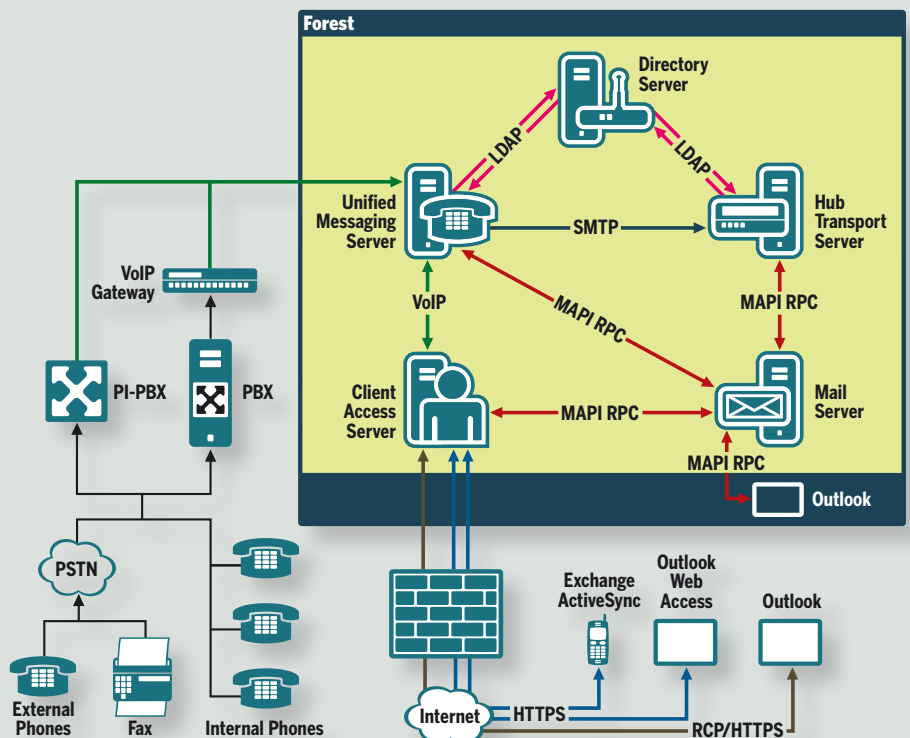 Forest
Directory
Server
LDAP
LDAP
Unified
Messaging
Server
SMTP
Hub
Transport
Server
VoIP
Gateway
VoIP
MAPI RPC
MAPI RPC
PI-PBX
PBX
Client
Access
Server
MAPI RPC
Mail
Server
MAPI RPC
Outlook
PSTN
Exchange
ActiveSync
Outlook
Web
Access
Outlook
External
Phones
Fax
Internal Phones
Internet
HTTPS
RCP/HTTPS